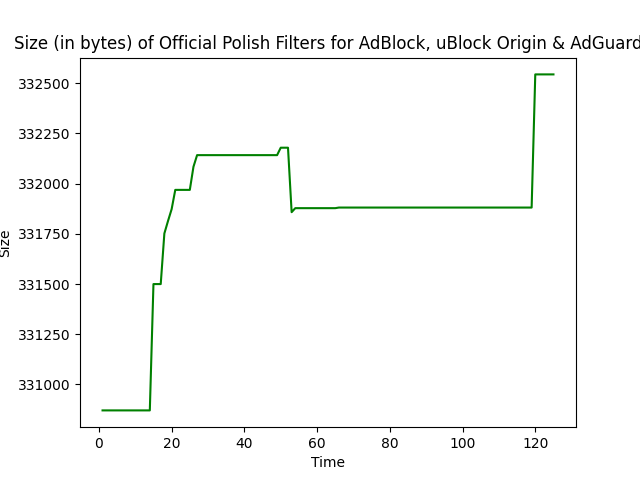 Size (in bytes) of Official Polish Filters for AdBlock, uBlock Origin & AdGuard
332500
332250
332000
331750
331500
331250
331000
Size
0 20 40 60 80 100 120
Time